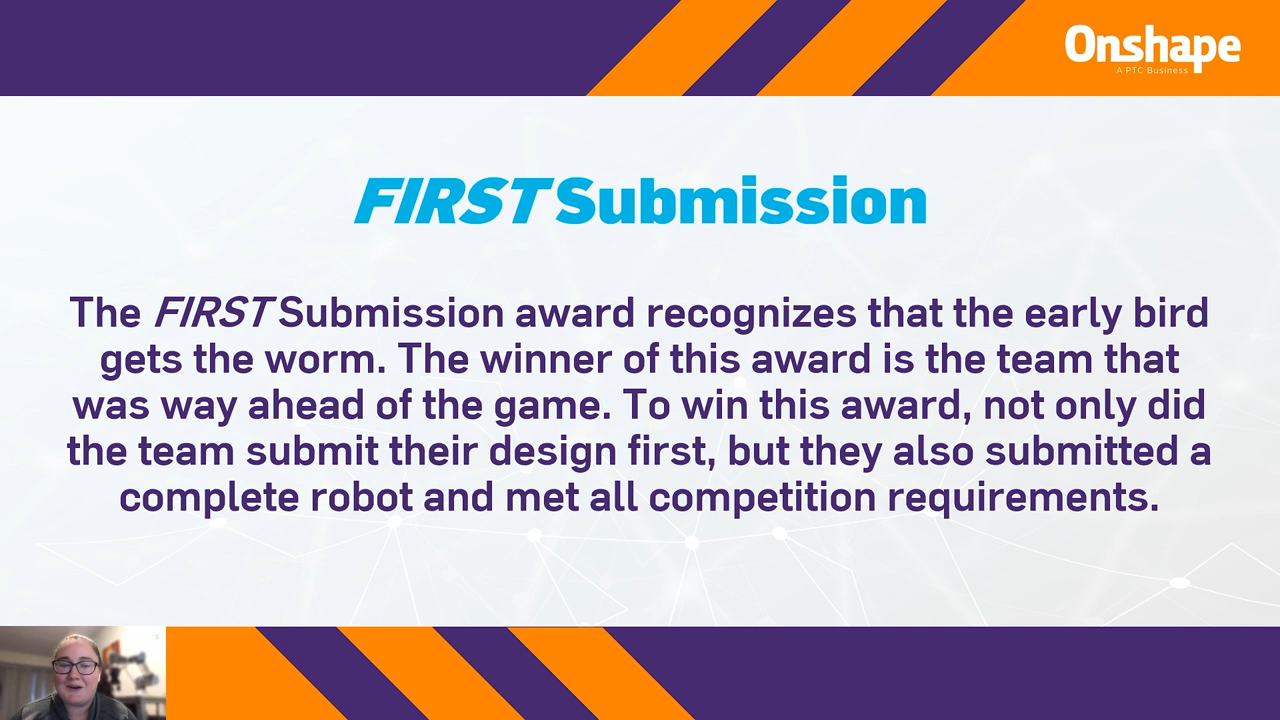 Onshape
A PTC Business
FIRST Submission
The FIRST Submission award recognizes that the early bird
gets the worm. The winner of this award is the team that
was way ahead of the game. To win this award, not only did
the team submit their design first, but they also submitted a
complete robot and met all competition requirements.